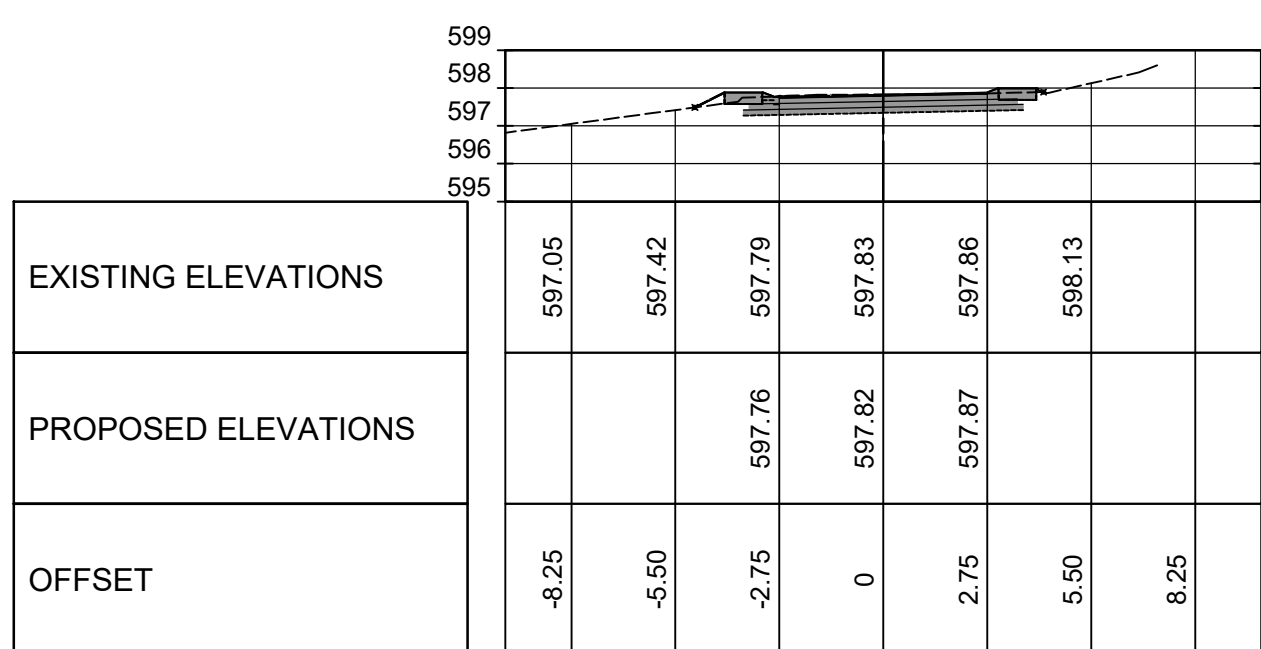 599
598
597
596
595
EXISTING ELEVATIONS 597.05 597.42 597.79 597.83 597.86 598.13
PROPOSED ELEVATIONS 597.76 597.82 597.87
OFFSET -8.25 -5.50 -2.75 0 2.75 5.50 8.25